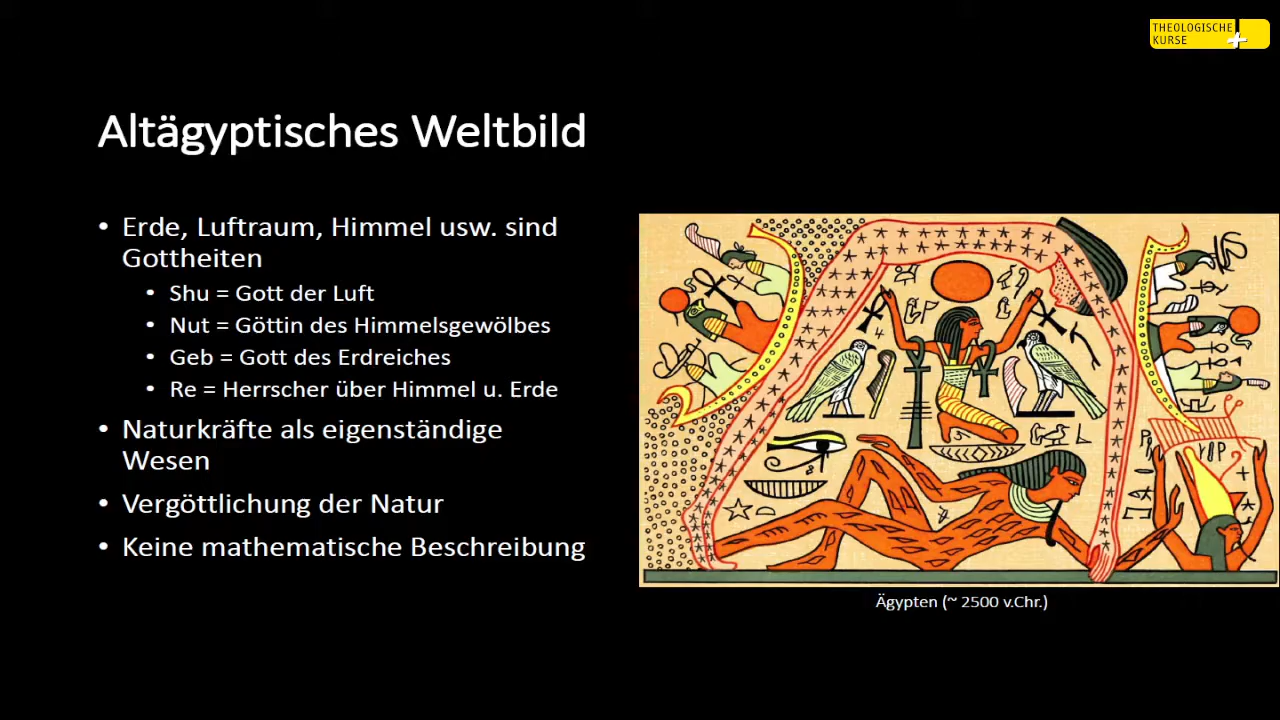 THEOLOGISCHE
KURSE
Altägyptisches Weltbild
• Erde, Luftraum, Himmel usw. sind
Gottheiten
• Shu = Gott der Luft
• Nut = Göttin des Himmelsgewölbes
• Geb = Gott des Erdreiches
• Re = Herrscher über Himmel u. Erde
• Naturkräfte als eigenständige
Wesen
• Vergöttlichung der Natur
• Keine mathematische Beschreibung
Ägypten (~ 2500 v.Chr.)